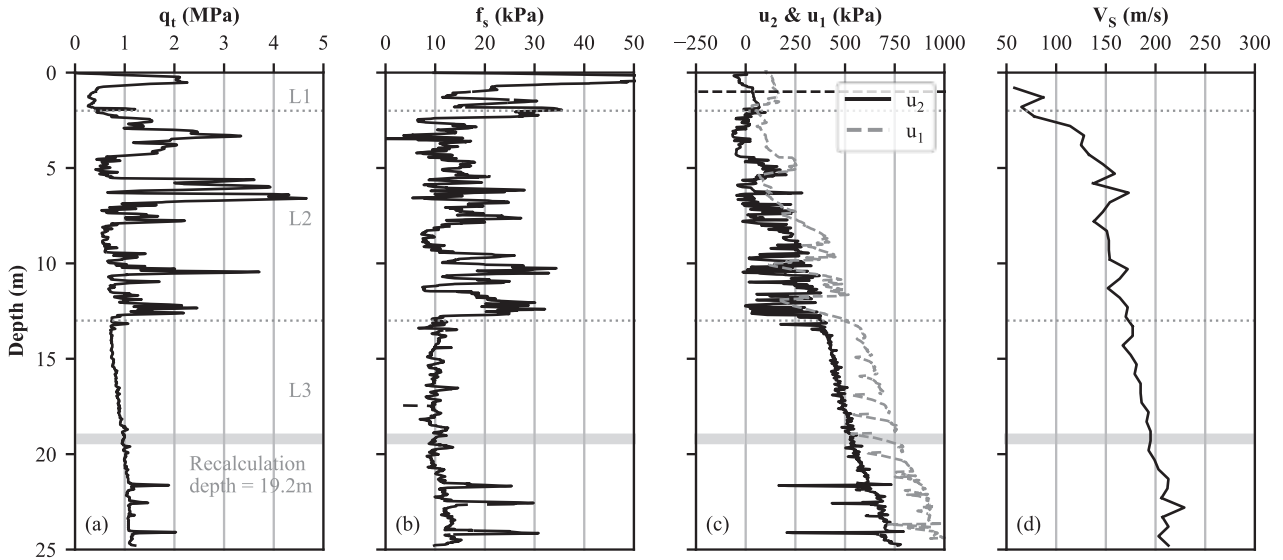 q_t (MPa)
0 1 2 3 4 5
f_s (kPa)
0 10 20 30 40 50
u_2 & u_1 (kPa)
−250 0 250 500 750 1000
V_S (m/s)
50 100 150 200 250 300
Depth (m)
0
5
10
15
20
25
L1
L2
L3
Recalculation
depth = 19.2m
(a)
(b)
u_2
u_1
(c)
(d)